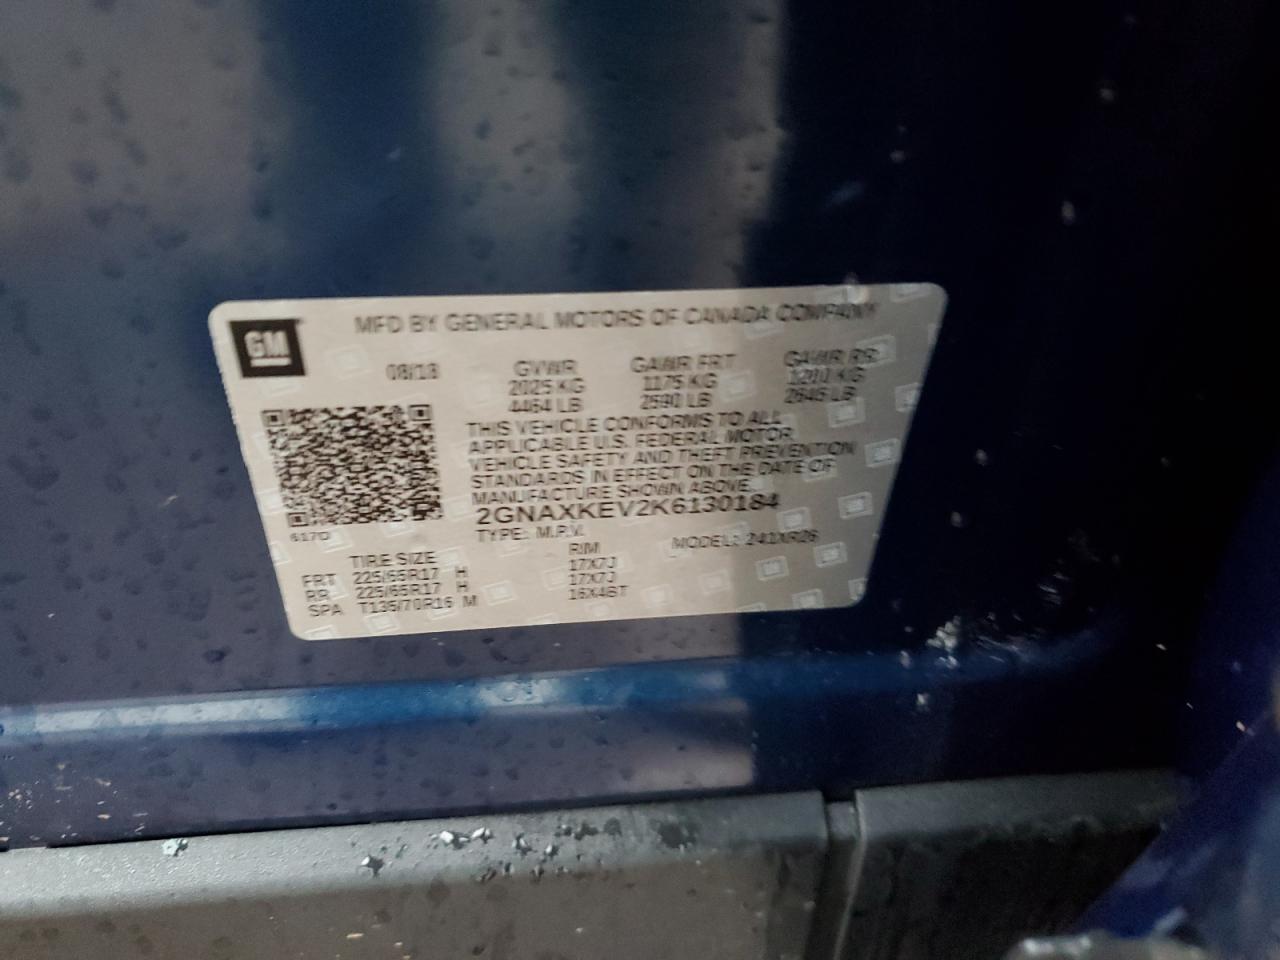 GM
MFD BY GENERAL MOTORS OF CANADA COMPANY
08/18 GVWR GAWR FRT GAWR RR
2025 KG 1175 KG 1200 KG
4464 LB 2590 LB 2646 LB
THIS VEHICLE CONFORMS TO ALL
APPLICABLE U.S. FEDERAL MOTOR
VEHICLE SAFETY AND THEFT PREVENTION
STANDARDS IN EFFECT ON THE DATE OF
MANUFACTURE SHOWN ABOVE.
2GNAXKEV2K6130184
TYPE: M.P.V. MODEL: 241XR26
TIRE SIZE RIM
FRT 225/65R17 H 17X7J
RR 225/65R17 H 17X7J
SPA T135/70R16 M 16X4BT